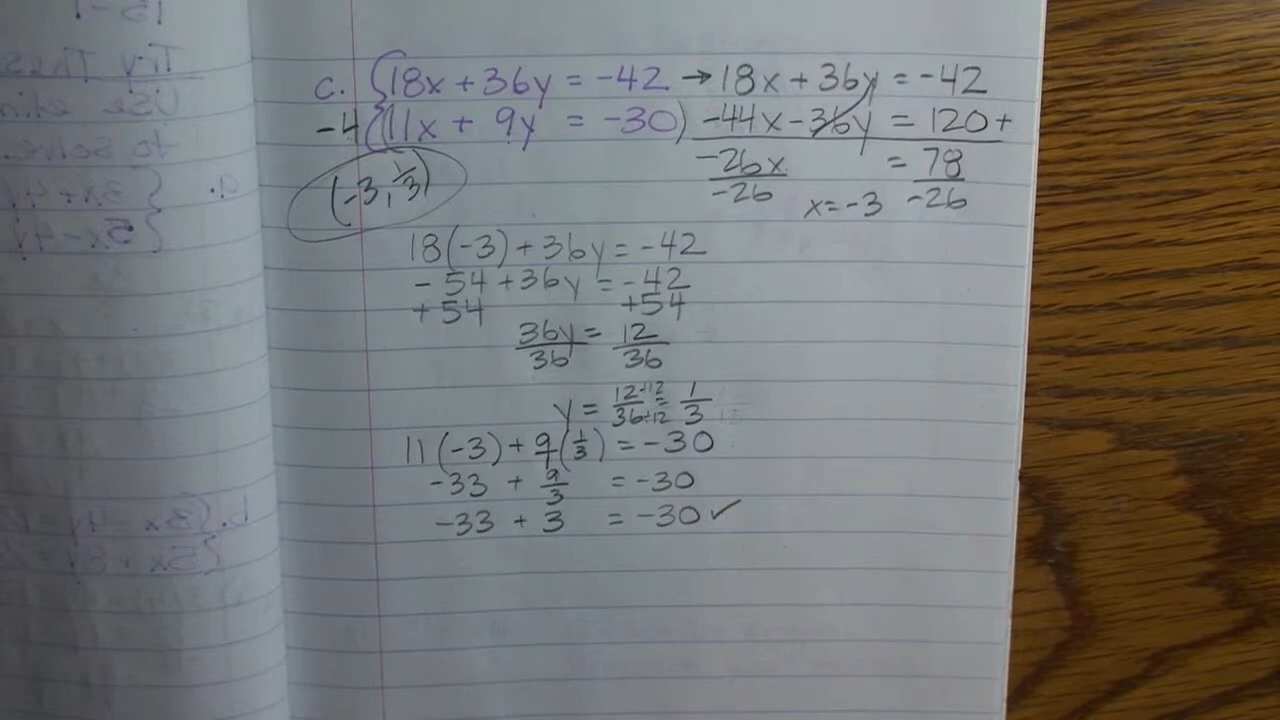 c. {18x + 36y = -42 → 18x + 36y = -42
-4 {(11x + 9y = -30) -44x - 36y = 120 +
-26x = 78
-26 -26
x = -3
(-3, 1/3)
18(-3) + 36y = -42
- 54 + 36y = -42
+ 54 +54
36y = 12
36 36
y = 12÷12 / 36÷12 = 1/3
11(-3) + 9(1/3) = -30
-33 + 9/3 = -30
-33 + 3 = -30 ✓